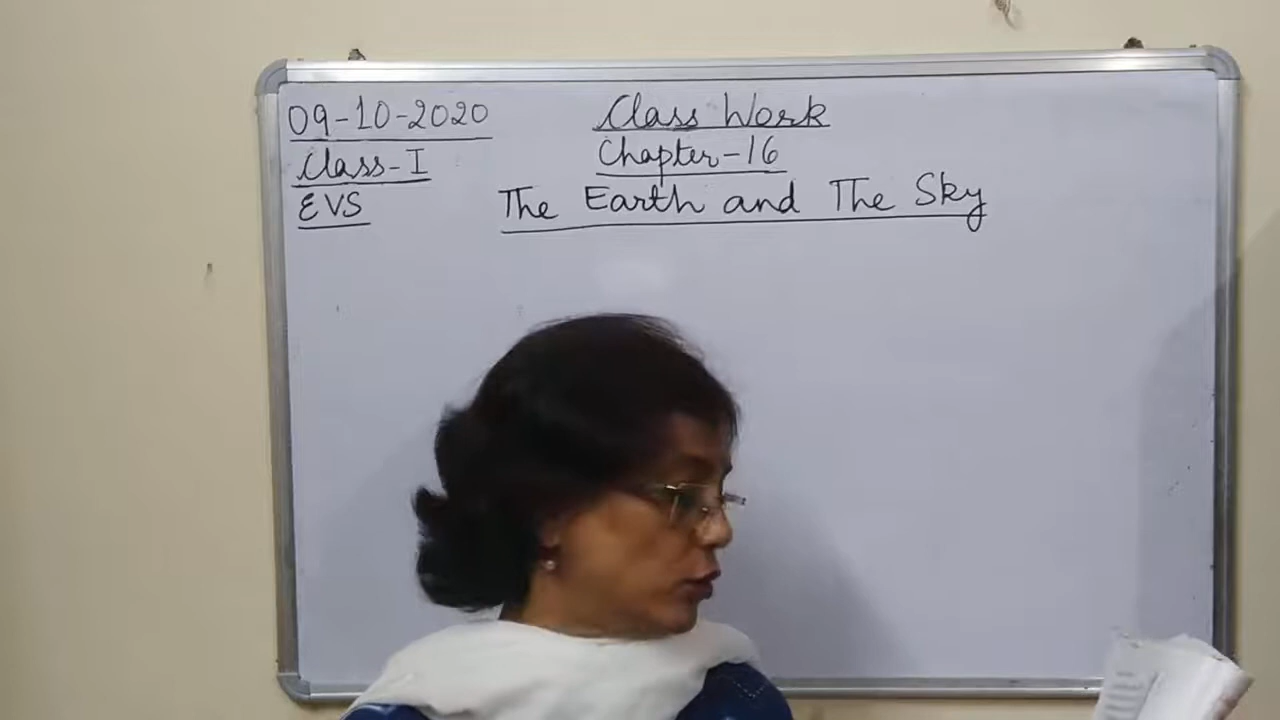 09-10-2020
Class Work
Class-I
Chapter-16
EVS
The Earth and The Sky